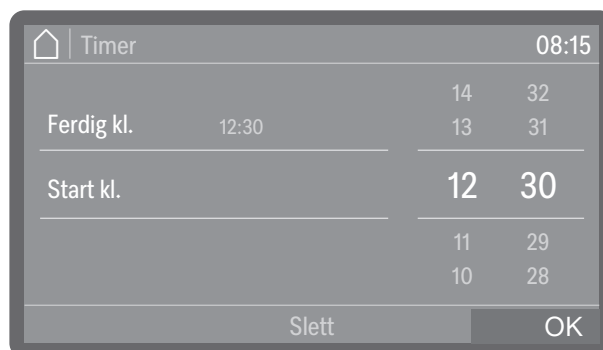 Timer 08:15
14 32
Ferdig kl. 12:30 13 31
Start kl. 12 30
11 29
10 28
Slett OK